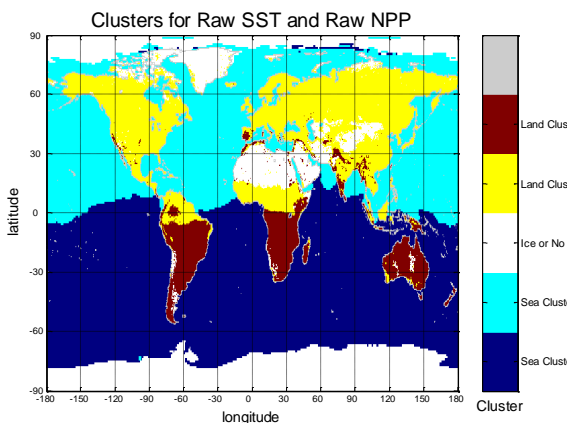 Clusters for Raw SST and Raw NPP
90
60
30
0
-30
-60
-90
latitude
-180 -150 -120 -90 -60 -30 0 30 60 90 120 150 180
longitude
Land Clus
Land Clus
Ice or No
Sea Cluste
Sea Cluste
Cluster